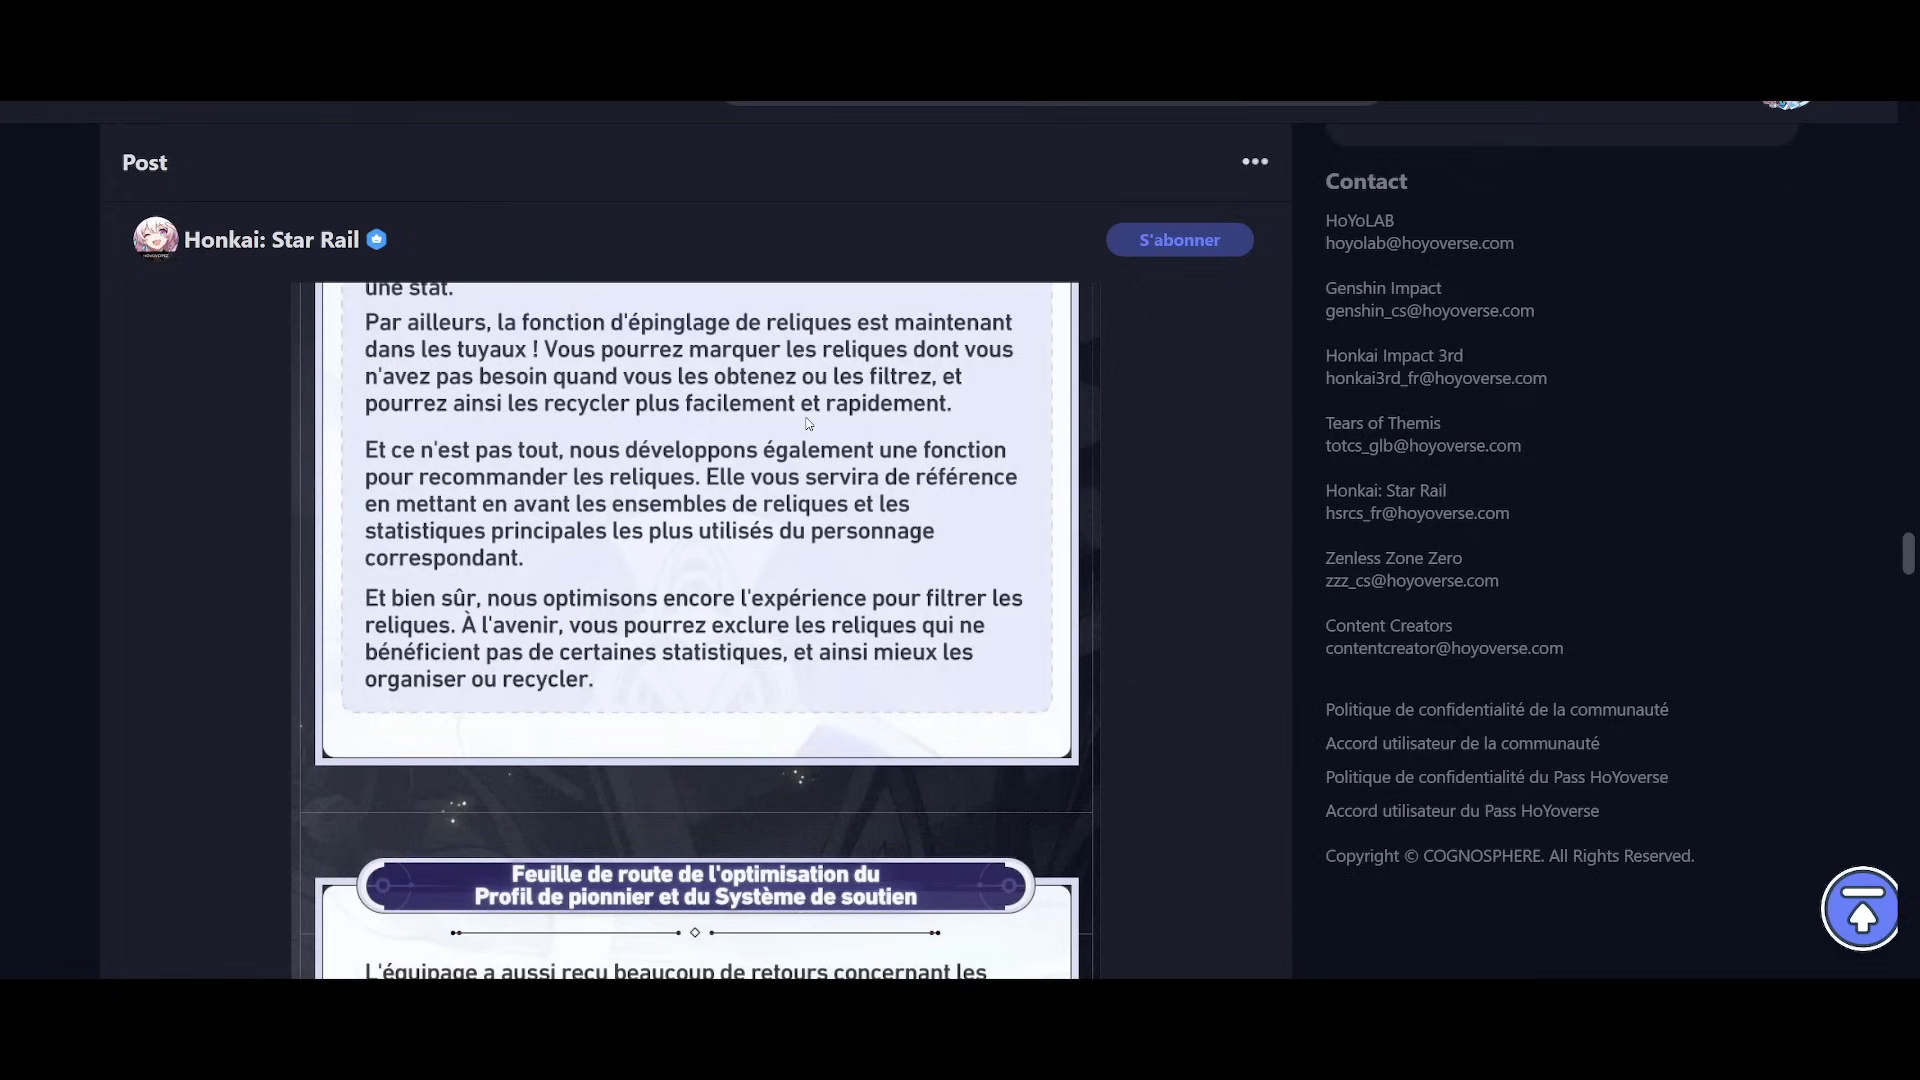 Post
Honkai: Star Rail
S'abonner
une stat.
Par ailleurs, la fonction d'épinglage de reliques est maintenant
dans les tuyaux ! Vous pourrez marquer les reliques dont vous
n'avez pas besoin quand vous les obtenez ou les filtrez, et
pourrez ainsi les recycler plus facilement et rapidement.
Et ce n'est pas tout, nous développons également une fonction
pour recommander les reliques. Elle vous servira de référence
en mettant en avant les ensembles de reliques et les
statistiques principales les plus utilisés du personnage
correspondant.
Et bien sûr, nous optimisons encore l'expérience pour filtrer les
reliques. À l'avenir, vous pourrez exclure les reliques qui ne
bénéficient pas de certaines statistiques, et ainsi mieux les
organiser ou recycler.
Feuille de route de l'optimisation du
Profil de pionnier et du Système de soutien
L'équipage a aussi reçu beaucoup de retours concernant les
Contact
HoYoLAB
hoyolab@hoyoverse.com
Genshin Impact
genshin_cs@hoyoverse.com
Honkai Impact 3rd
honkai3rd_fr@hoyoverse.com
Tears of Themis
totcs_glb@hoyoverse.com
Honkai: Star Rail
hsrcs_fr@hoyoverse.com
Zenless Zone Zero
zzz_cs@hoyoverse.com
Content Creators
contentcreator@hoyoverse.com
Politique de confidentialité de la communauté
Accord utilisateur de la communauté
Politique de confidentialité du Pass HoYoverse
Accord utilisateur du Pass HoYoverse
Copyright © COGNOSPHERE. All Rights Reserved.